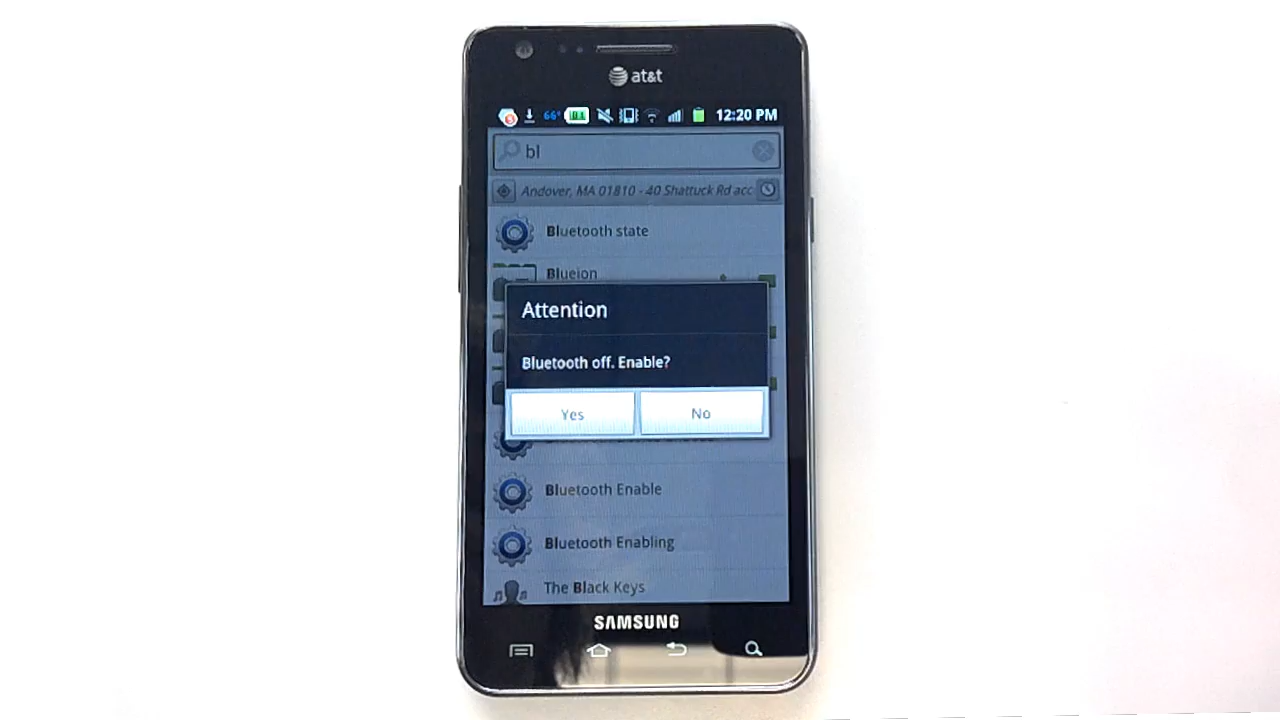 at&t
66° 12:20 PM
bl
Andover, MA 01810 - 40 Shattuck Rd acc
Bluetooth state
Blueion
Attention
Bluetooth off. Enable?
Yes No
Bluetooth Enable
Bluetooth Enabling
The Black Keys
SAMSUNG